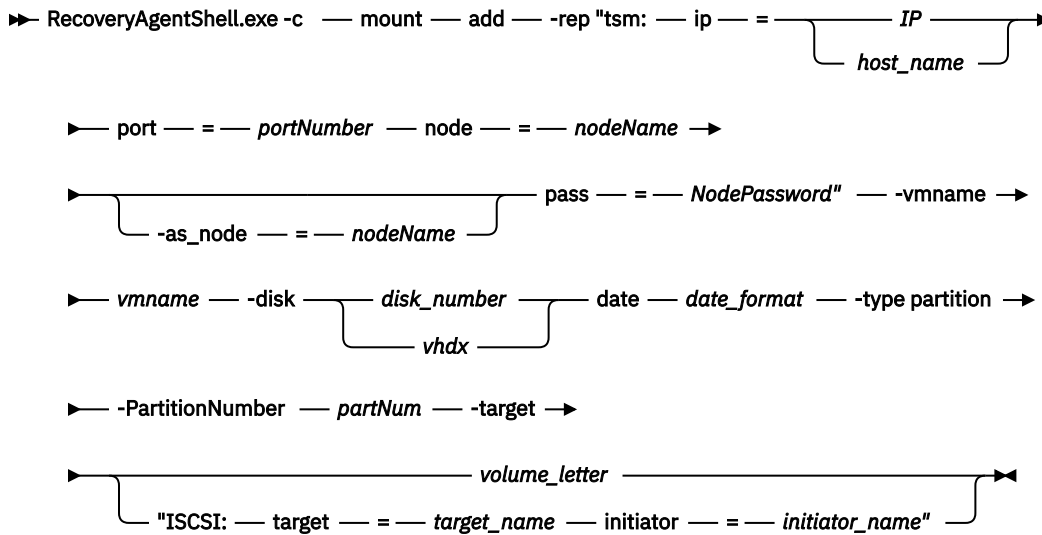 RecoveryAgentShell.exe -c mount add -rep "tsm: ip = IP
host_name
port = portNumber node = nodeName
pass = NodePassword" -vmname
-as_node = nodeName
vmname -disk disk_number date date_format -type partition
vhdx
-PartitionNumber partNum -target
volume_letter
"ISCSI: target = target_name initiator = initiator_name"